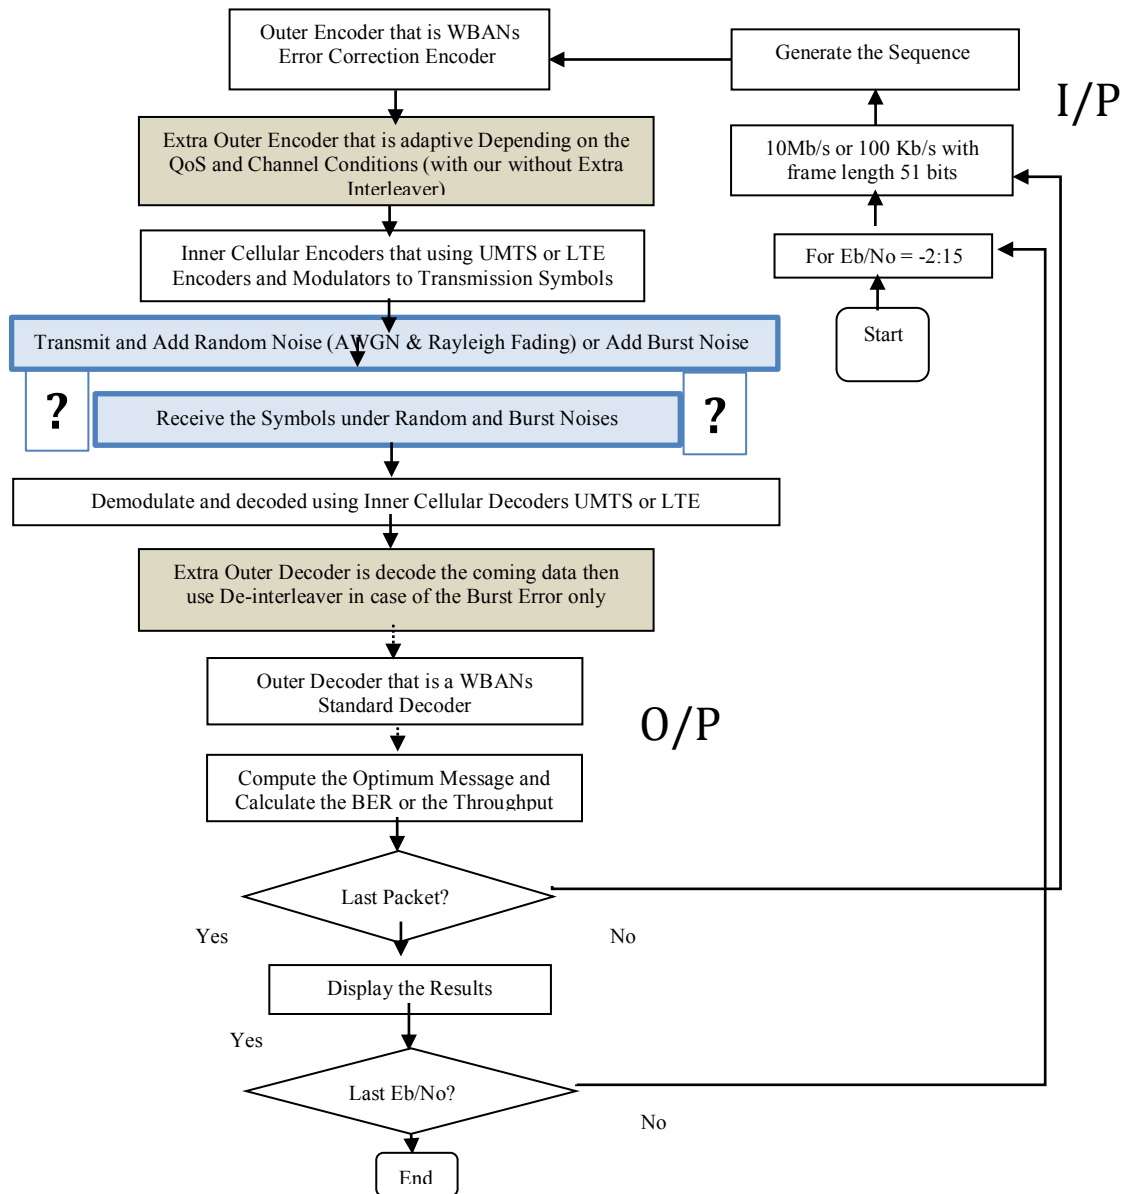 Outer Encoder that is WBANs
Error Correction Encoder
Generate the Sequence
I/P
Extra Outer Encoder that is adaptive Depending on the
QoS and Channel Conditions (with our without Extra
Interleaver)
10Mb/s or 100 Kb/s with
frame length 51 bits
Inner Cellular Encoders that using UMTS or LTE
Encoders and Modulators to Transmission Symbols
For Eb/No = -2:15
Start
Transmit and Add Random Noise (AWGN & Rayleigh Fading) or Add Burst Noise
?
Receive the Symbols under Random and Burst Noises
?
Demodulate and decoded using Inner Cellular Decoders UMTS or LTE
Extra Outer Decoder is decode the coming data then
use De-interleaver in case of the Burst Error only
Outer Decoder that is a WBANs
Standard Decoder
O/P
Compute the Optimum Message and
Calculate the BER or the Throughput
Last Packet?
Yes
No
Display the Results
Yes
Last Eb/No?
No
End